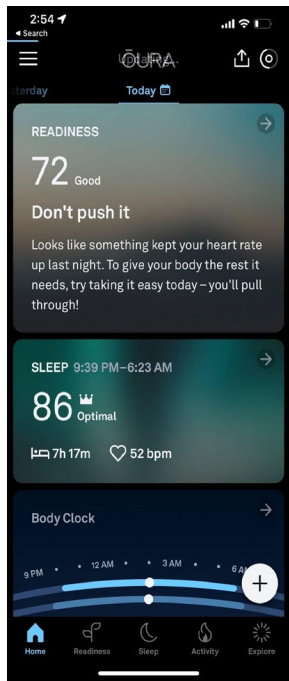 2:54
Search
ŌURA
Updating...
terday
Today
READINESS
72 Good
Don't push it
Looks like something kept your heart rate
up last night. To give your body the rest it
needs, try taking it easy today – you'll pull
through!
SLEEP 9:39 PM–6:23 AM
86 Optimal
7h 17m 52 bpm
Body Clock
9 PM 12 AM 3 AM 6 AM
+
Home Readiness Sleep Activity Explore